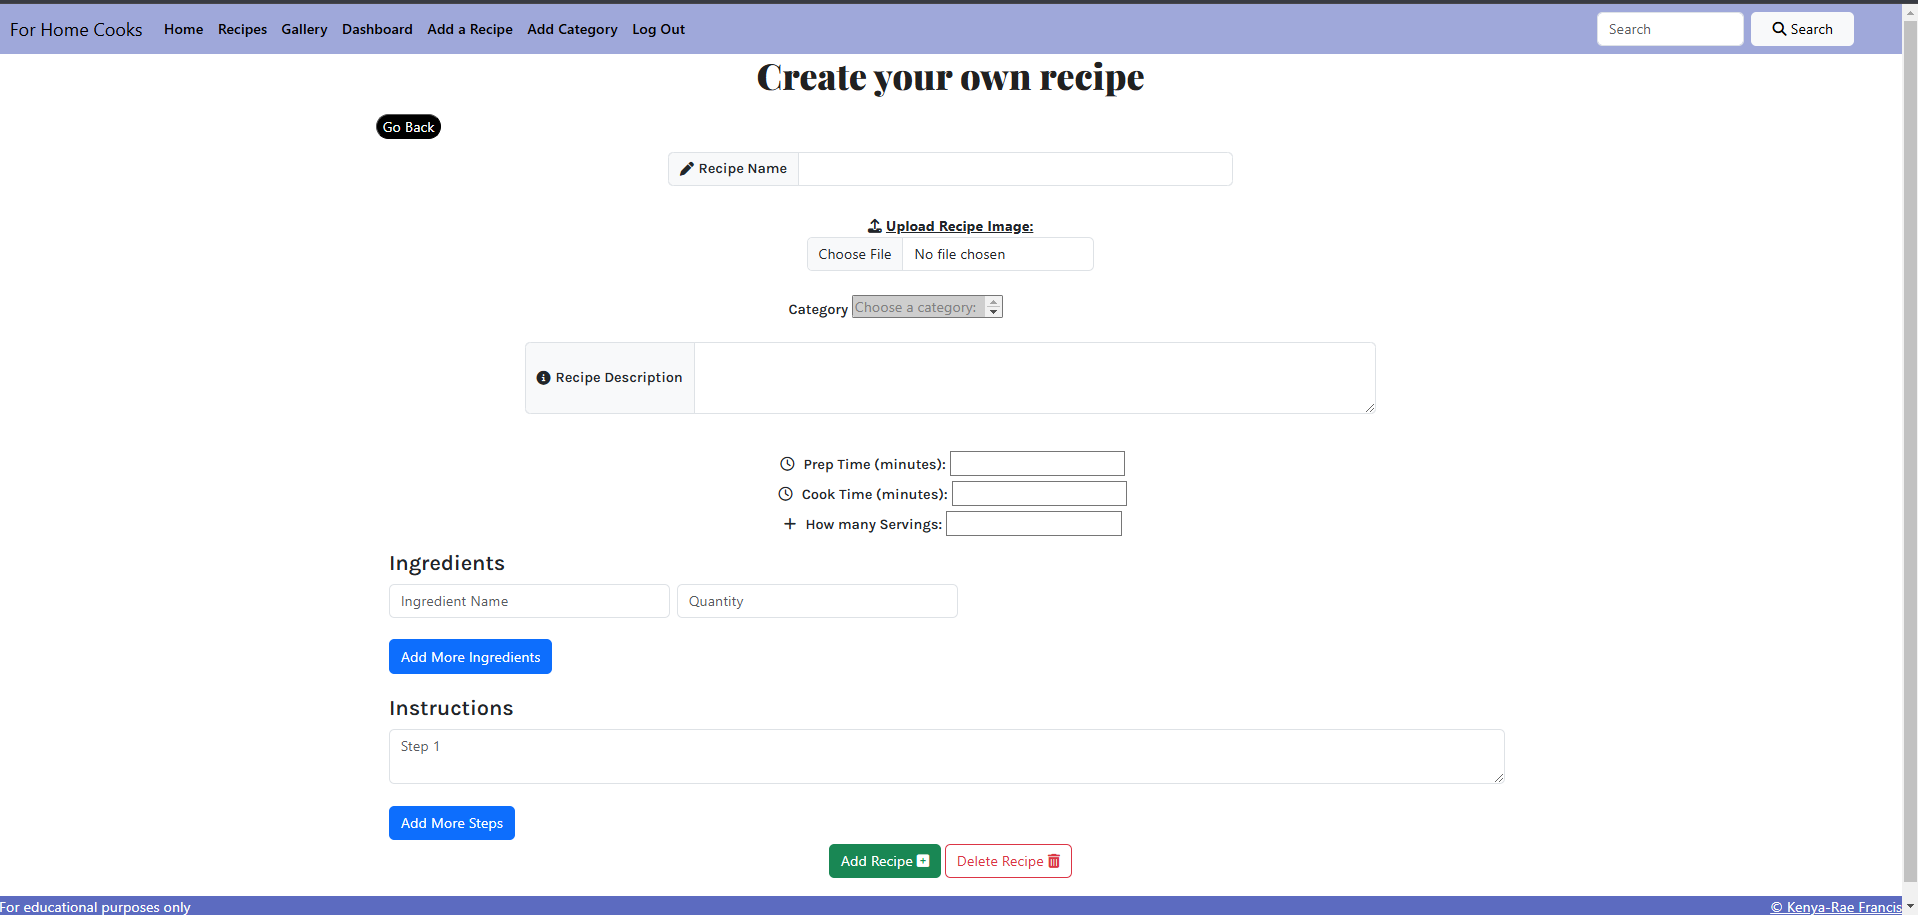 For Home Cooks Home Recipes Gallery Dashboard Add a Recipe Add Category Log Out Search Search
Create your own recipe
Go Back
Recipe Name
Upload Recipe Image:
Choose File No file chosen
Category Choose a category:
Recipe Description
Prep Time (minutes):
Cook Time (minutes):
How many Servings:
Ingredients
Ingredient Name Quantity
Add More Ingredients
Instructions
Step 1
Add More Steps
Add Recipe Delete Recipe
For educational purposes only © Kenya-Rae Francis